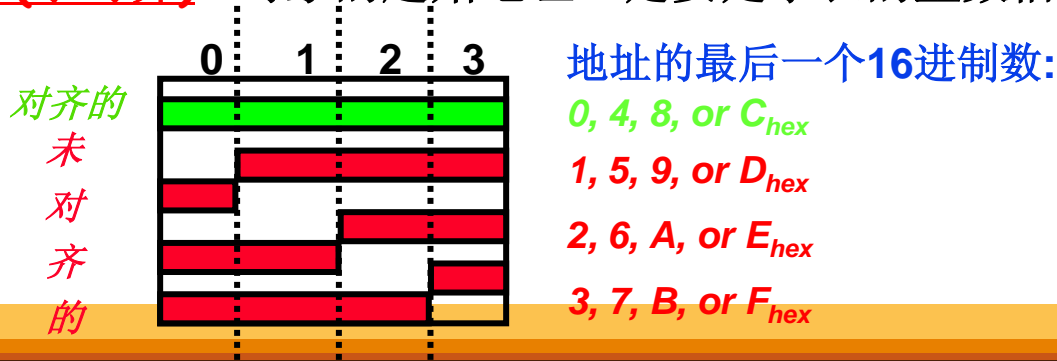 0 1 2 3
地址的最后一个16进制数:
对齐的
0, 4, 8, or Chex
未对齐的
1, 5, 9, or Dhex
2, 6, A, or Ehex
3, 7, B, or Fhex